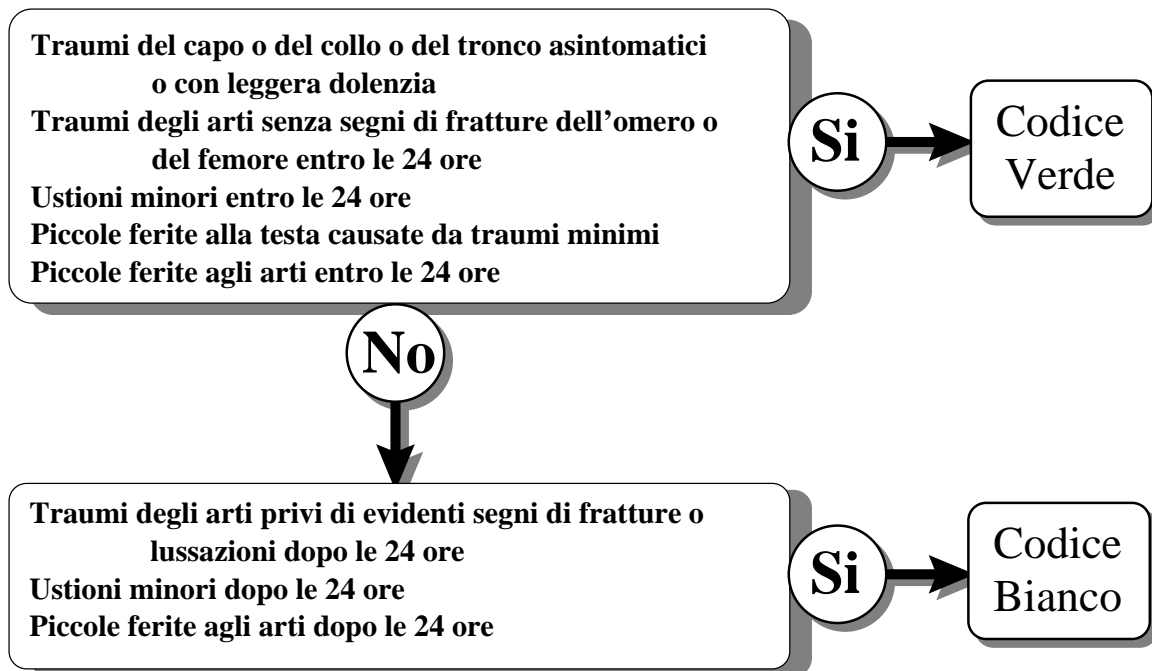 Traumi del capo o del collo o del tronco asintomatici
o con leggera dolenzia
Traumi degli arti senza segni di fratture dell’omero o
del femore entro le 24 ore
Ustioni minori entro le 24 ore
Piccole ferite alla testa causate da traumi minimi
Piccole ferite agli arti entro le 24 ore
Si
Codice
Verde
No
Traumi degli arti privi di evidenti segni di fratture o
lussazioni dopo le 24 ore
Ustioni minori dopo le 24 ore
Piccole ferite agli arti dopo le 24 ore
Si
Codice
Bianco